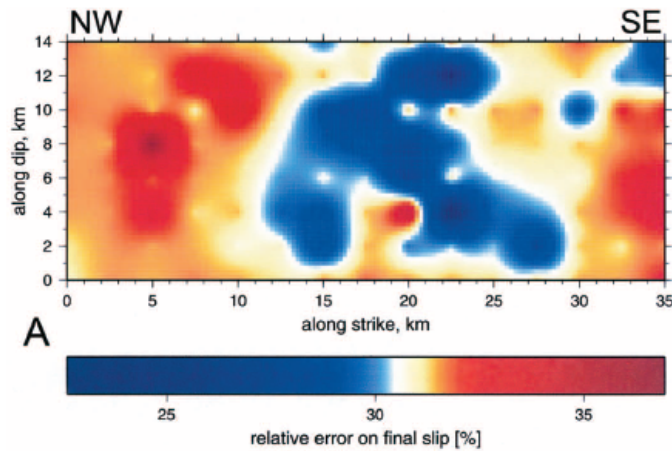 NW SE
14
12
10
8
6
4
2
0
along dip, km
0 5 10 15 20 25 30 35
along strike, km
A
25 30 35
relative error on final slip [%]